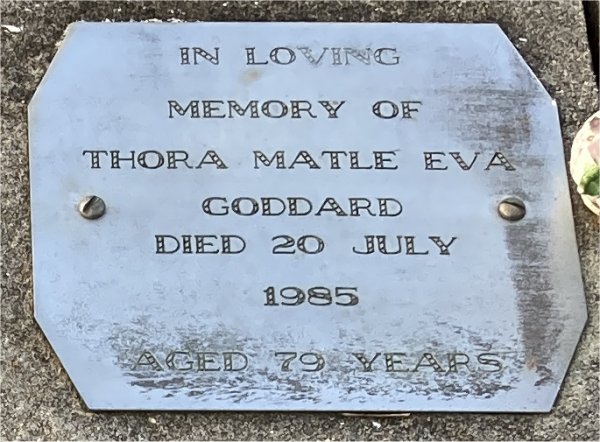 IN LOVING
MEMORY OF
THORA MATLE EVA
GODDARD
DIED 20 JULY
1985
AGED 79 YEARS